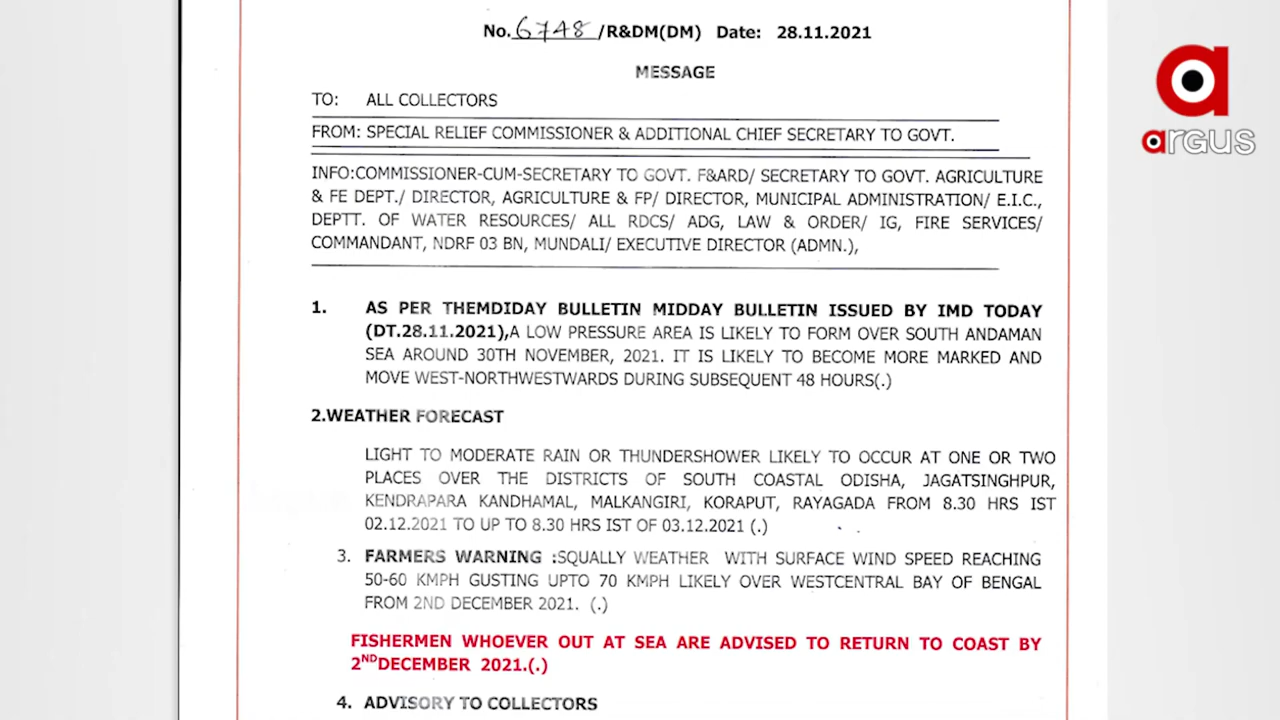 No. 6748 /R&DM(DM) Date: 28.11.2021
MESSAGE
TO: ALL COLLECTORS
FROM: SPECIAL RELIEF COMMISSIONER & ADDITIONAL CHIEF SECRETARY TO GOVT.
INFO:COMMISSIONER-CUM-SECRETARY TO GOVT. F&ARD/ SECRETARY TO GOVT. AGRICULTURE
& FE DEPT./ DIRECTOR, AGRICULTURE & FP/ DIRECTOR, MUNICIPAL ADMINISTRATION/ E.I.C.,
DEPTT. OF WATER RESOURCES/ ALL RDCS/ ADG, LAW & ORDER/ IG, FIRE SERVICES/
COMMANDANT, NDRF 03 BN, MUNDALI/ EXECUTIVE DIRECTOR (ADMN.),
1. AS PER THEMDIDAY BULLETIN MIDDAY BULLETIN ISSUED BY IMD TODAY
(DT.28.11.2021),A LOW PRESSURE AREA IS LIKELY TO FORM OVER SOUTH ANDAMAN
SEA AROUND 30TH NOVEMBER, 2021. IT IS LIKELY TO BECOME MORE MARKED AND
MOVE WEST-NORTHWESTWARDS DURING SUBSEQUENT 48 HOURS(.)
2.WEATHER FORECAST
LIGHT TO MODERATE RAIN OR THUNDERSHOWER LIKELY TO OCCUR AT ONE OR TWO
PLACES OVER THE DISTRICTS OF SOUTH COASTAL ODISHA, JAGATSINGHPUR,
KENDRAPARA KANDHAMAL, MALKANGIRI, KORAPUT, RAYAGADA FROM 8.30 HRS IST
02.12.2021 TO UP TO 8.30 HRS IST OF 03.12.2021 (.)
3. FARMERS WARNING :SQUALLY WEATHER WITH SURFACE WIND SPEED REACHING
50-60 KMPH GUSTING UPTO 70 KMPH LIKELY OVER WESTCENTRAL BAY OF BENGAL
FROM 2ND DECEMBER 2021. (.)
FISHERMEN WHOEVER OUT AT SEA ARE ADVISED TO RETURN TO COAST BY
2NDDECEMBER 2021.(.)
4. ADVISORY TO COLLECTORS
a
argus